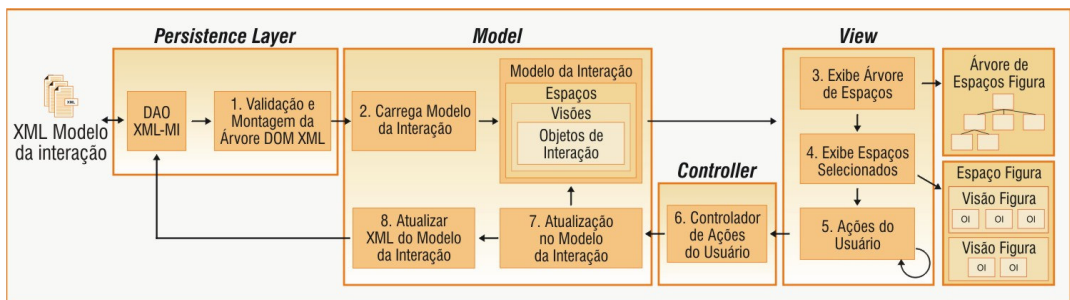 Persistence Layer
Model
View
XML
XML Modelo
da interação
DAO
XML-MI
1. Validação e
Montagem da
Árvore DOM XML
2. Carrega Modelo
da Interação
Modelo da Interação
Espaços
Visões
Objetos de
Interação
3. Exibe Árvore
de Espaços
Árvore de
Espaços Figura
4. Exibe Espaços
Selecionados
Espaço Figura
Visão Figura
OI OI OI
Visão Figura
OI OI
Controller
5. Ações do
Usuário
6. Controlador
de Ações
do Usuário
7. Atualização
no Modelo
da Interação
8. Atualizar
XML do Modelo
da Interação